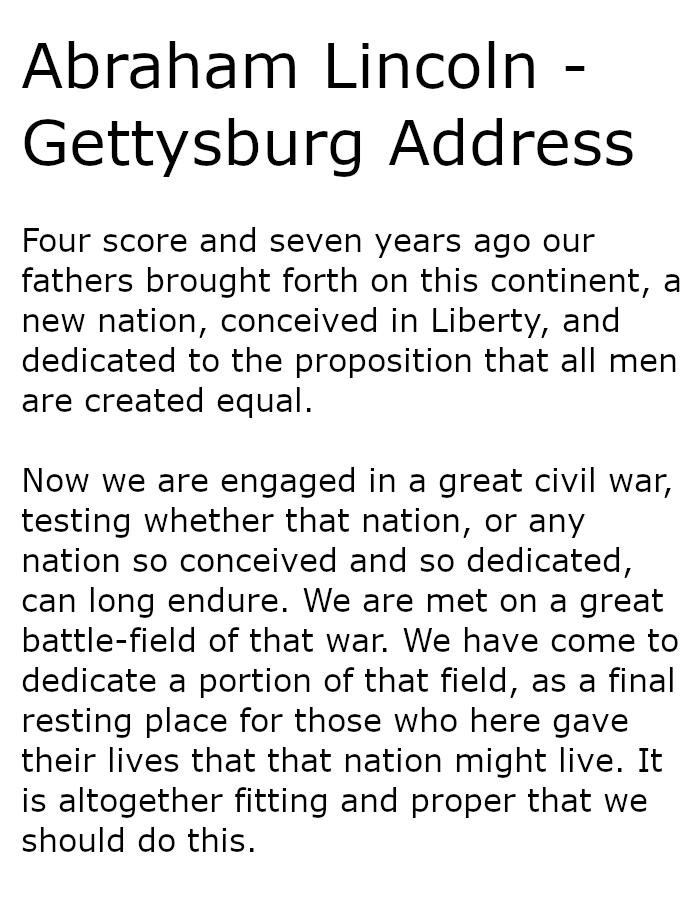 Abraham Lincoln -
Gettysburg Address
Four score and seven years ago our
fathers brought forth on this continent, a
new nation, conceived in Liberty, and
dedicated to the proposition that all men
are created equal.
Now we are engaged in a great civil war,
testing whether that nation, or any
nation so conceived and so dedicated,
can long endure. We are met on a great
battle-field of that war. We have come to
dedicate a portion of that field, as a final
resting place for those who here gave
their lives that that nation might live. It
is altogether fitting and proper that we
should do this.